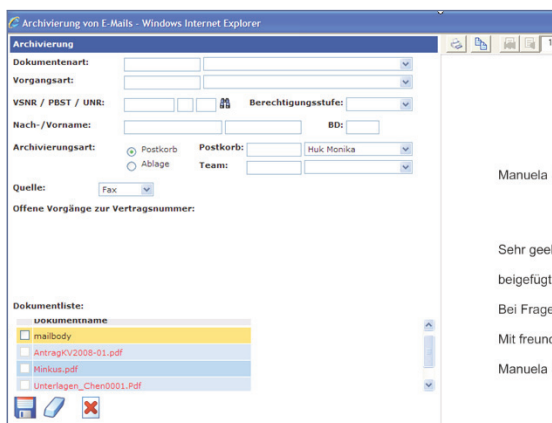 Archivierung von E-Mails - Windows Internet Explorer
Archivierung
Dokumentenart:
Vorgangsart:
VSNR / PBST / UNR: Berechtigungsstufe:
Nach-/Vorname: BD:
Archivierungsart: Postkorb Postkorb: Huk Monika
Ablage Team:
Quelle: Fax
Offene Vorgänge zur Vertragsnummer:
Dokumentliste:
Dokumentname
mailbody
AntragKV2008-01.pdf
Minkus.pdf
Unterlagen_Chen0001.Pdf
1
Manuela
Sehr geel
beigefügt
Bei Frage
Mit freund
Manuela